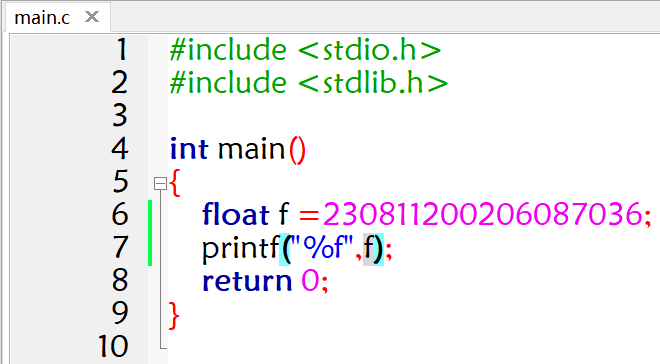 main.c
1 #include <stdio.h>
2 #include <stdlib.h>
3
4 int main()
5 {
6 float f =230811200206087036;
7 printf("%f",f);
8 return 0;
9 }
10